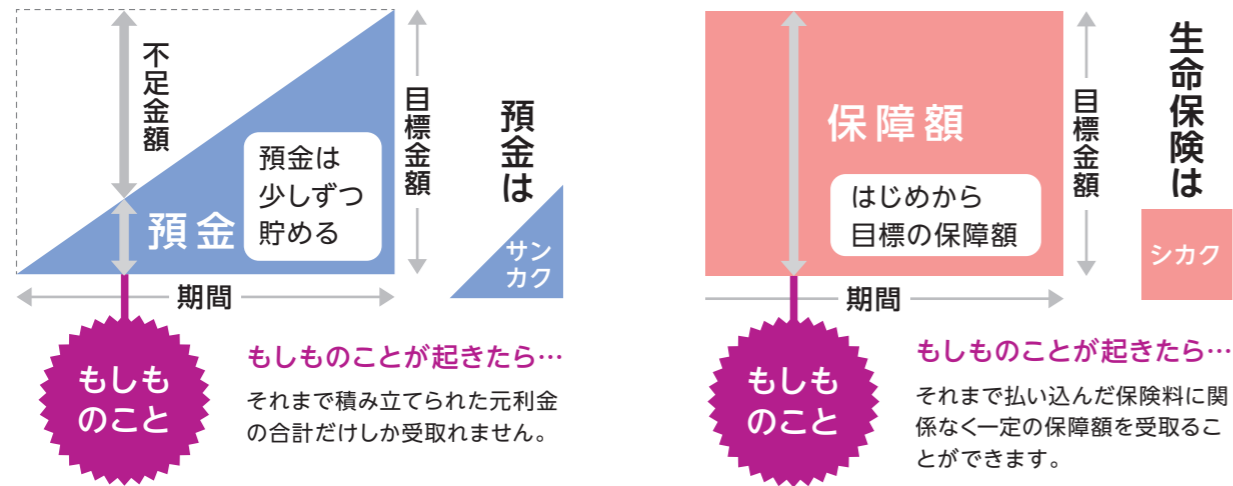 不足金額
預金
預金は
少しずつ
貯める
目標金額
期間
預金は
サン
カク
もしも
のこと
もしものことが起きたら…
それまで積み立てられた元利金
の合計だけしか受取れません。
保障額
はじめから
目標の保障額
目標金額
期間
生命保険は
シカク
もしも
のこと
もしものことが起きたら…
それまで払い込んだ保険料に関
係なく一定の保障額を受取るこ
とができます。